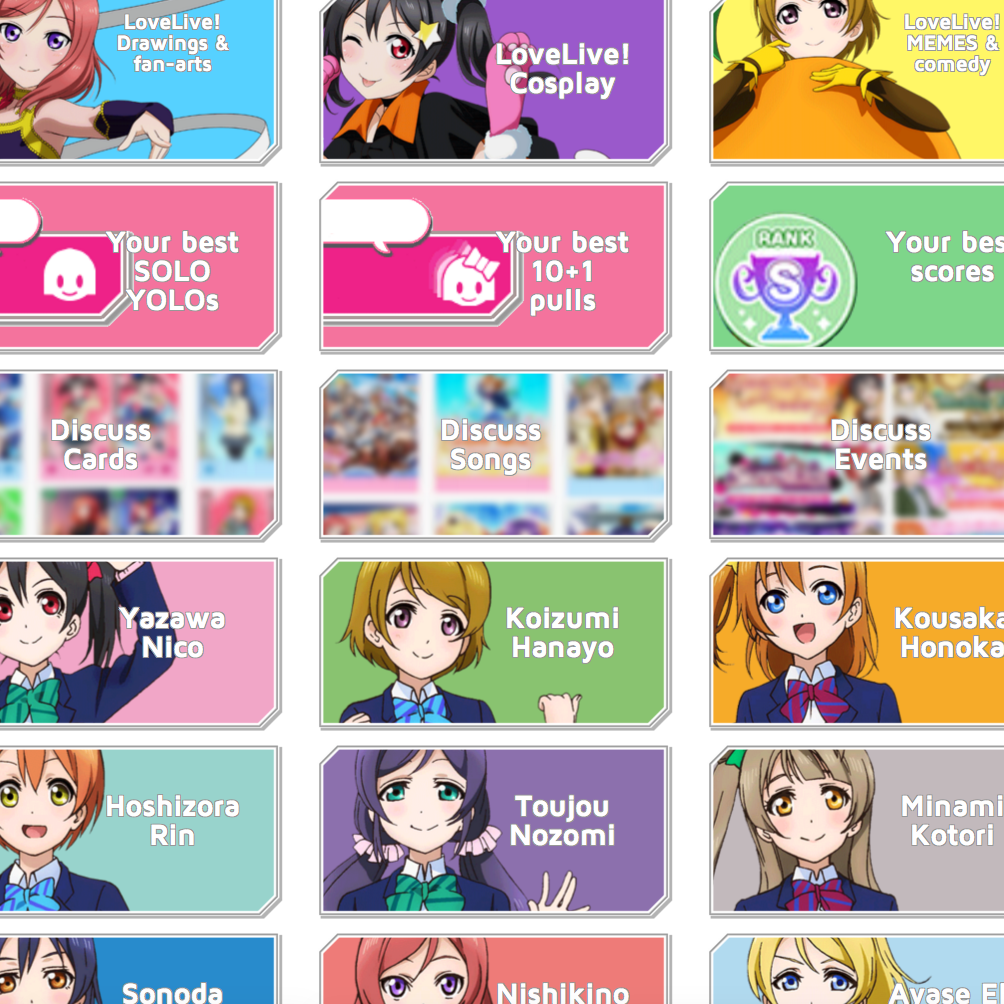 LoveLive!
Drawings &
fan-arts
LoveLive!
Cosplay
LoveLive!
MEMES &
comedy
Your best
SOLO
YOLOs
Your best
10+1
pulls
RANK
S
Your bes
scores
Discuss
Cards
Discuss
Songs
Discuss
Events
Yazawa
Nico
Koizumi
Hanayo
Kousaka
Honoka
Hoshizora
Rin
Toujou
Nozomi
Minami
Kotori
Sonoda
Nishikino
Ayase E